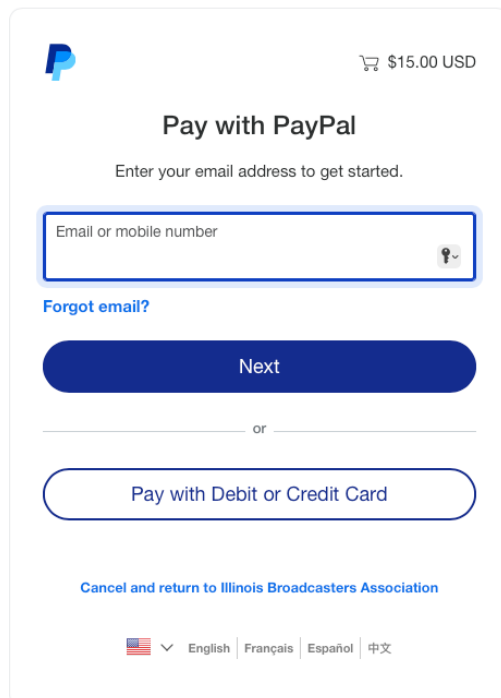 $15.00 USD
Pay with PayPal
Enter your email address to get started.
Email or mobile number
Forgot email?
Next
or
Pay with Debit or Credit Card
Cancel and return to Illinois Broadcasters Association
English Français Español 中文